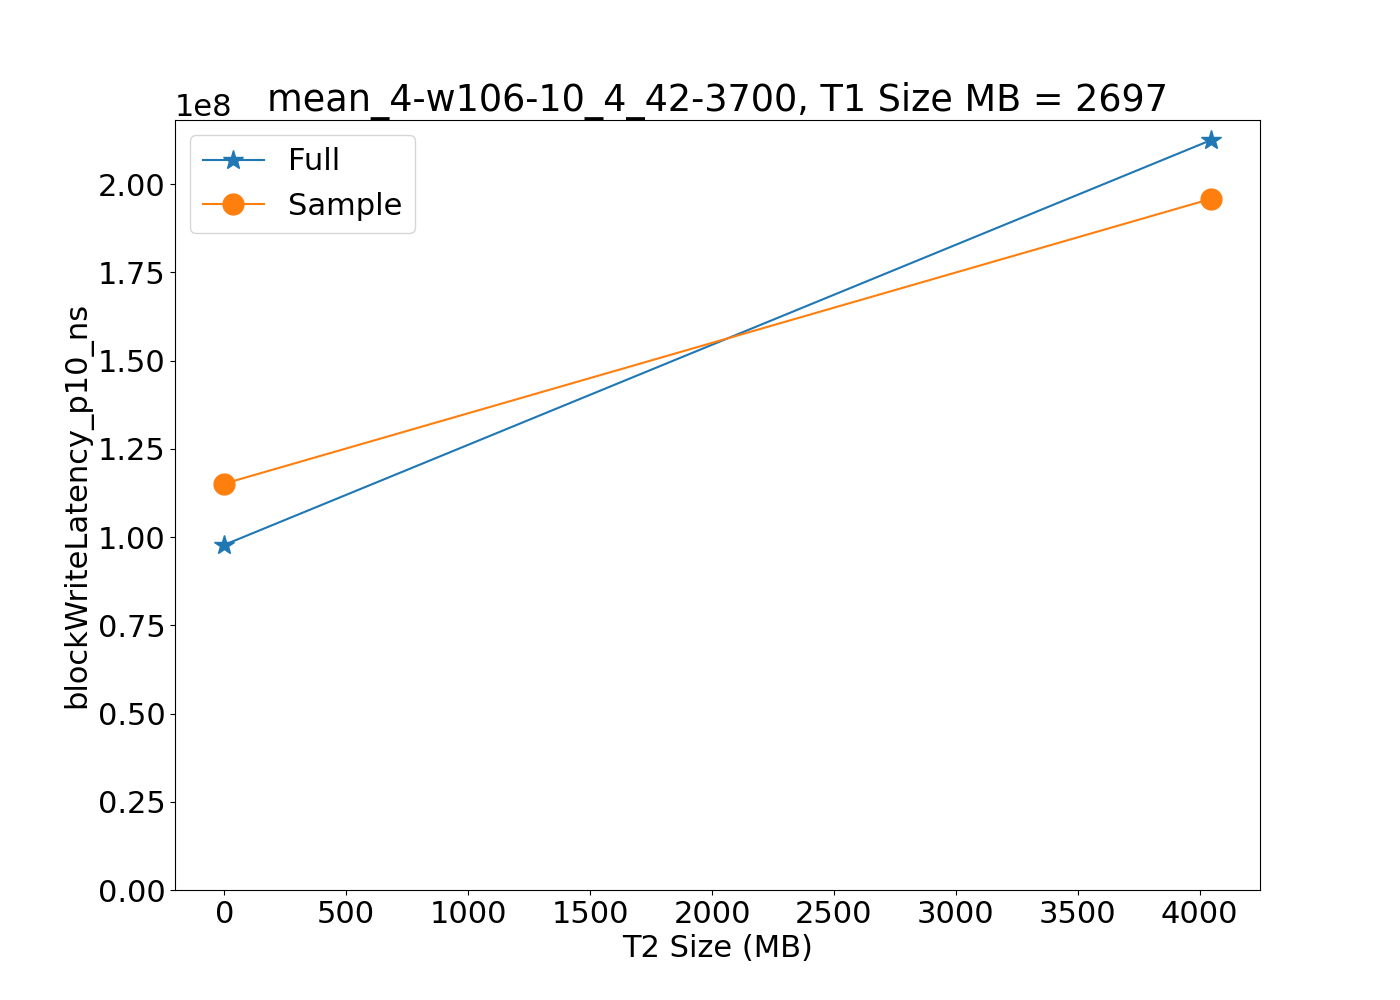 1e8
mean_4-w106-10_4_42-3700, T1 Size MB = 2697
Full
Sample
blockWriteLatency_p10_ns
2.00
1.75
1.50
1.25
1.00
0.75
0.50
0.25
0.00
0 500 1000 1500 2000 2500 3000 3500 4000
T2 Size (MB)